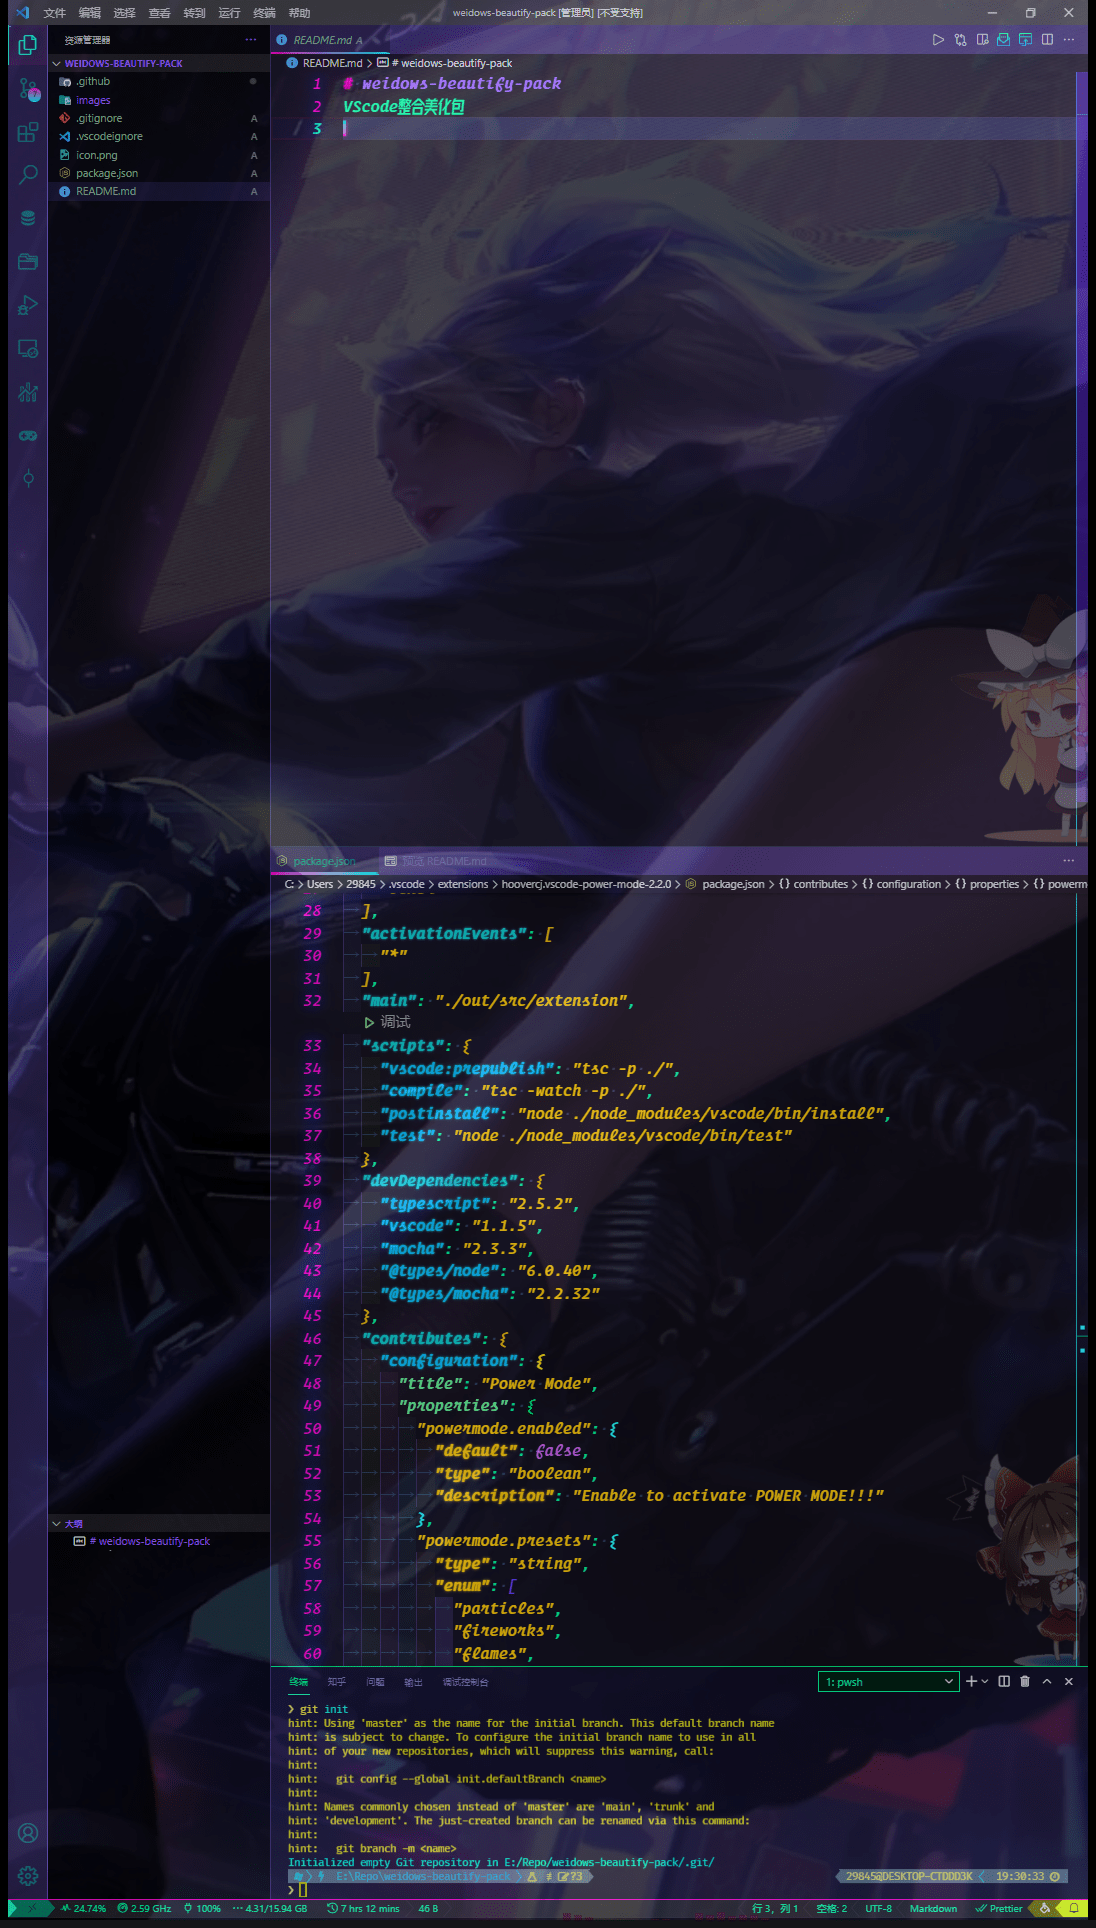 文件 编辑 选择 查看 转到 运行 终端 帮助 weidows-beautify-pack [管理员] [不受支持]
资源管理器 ···
WEIDOWS-BEAUTIFY-PACK
.github
images
.gitignore A
.vscodeignore A
icon.png A
package.json A
README.md A
大纲
# weidows-beautify-pack
README.md A
README.md > # weidows-beautify-pack
1 # weidows-beautify-pack
2 VScode整合美化包
3
package.json 预览 README.md
C: > Users > 29845 > .vscode > extensions > hoovercj.vscode-power-mode-2.2.0 > package.json > {} contributes > {} configuration > {} properties > {} powerm
28 ],
29 "activationEvents": [
30 "*"
31 ],
32 "main": "./out/src/extension",
调试
33 "scripts": {
34 "vscode:prepublish": "tsc -p ./",
35 "compile": "tsc -watch -p ./",
36 "postinstall": "node ./node_modules/vscode/bin/install",
37 "test": "node ./node_modules/vscode/bin/test"
38 },
39 "devDependencies": {
40 "typescript": "2.5.2",
41 "vscode": "1.1.5",
42 "mocha": "2.3.3",
43 "@types/node": "6.0.40",
44 "@types/mocha": "2.2.32"
45 },
46 "contributes": {
47 "configuration": {
48 "title": "Power Mode",
49 "properties": {
50 "powermode.enabled": {
51 "default": false,
52 "type": "boolean",
53 "description": "Enable to activate POWER MODE!!!"
54 },
55 "powermode.presets": {
56 "type": "string",
57 "enum": [
58 "particles",
59 "fireworks",
60 "flames",
终端 知乎 问题 输出 调试控制台 1: pwsh
❯ git init
hint: Using 'master' as the name for the initial branch. This default branch name
hint: is subject to change. To configure the initial branch name to use in all
hint: of your new repositories, which will suppress this warning, call:
hint:
hint: git config --global init.defaultBranch <name>
hint:
hint: Names commonly chosen instead of 'master' are 'main', 'trunk' and
hint: 'development'. The just-created branch can be renamed via this command:
hint:
hint: git branch -m <name>
Initialized empty Git repository in E:/Repo/weidows-beautify-pack/.git/
E:\Repo\weidows-beautify-pack ≢ ?3 29845@DESKTOP-CTDDD3K 19:30:33
❯
24.74% 2.59 GHz 100% 4.31/15.94 GB 7 hrs 12 mins 46 B 行 3，列 1 空格: 2 UTF-8 Markdown Prettier